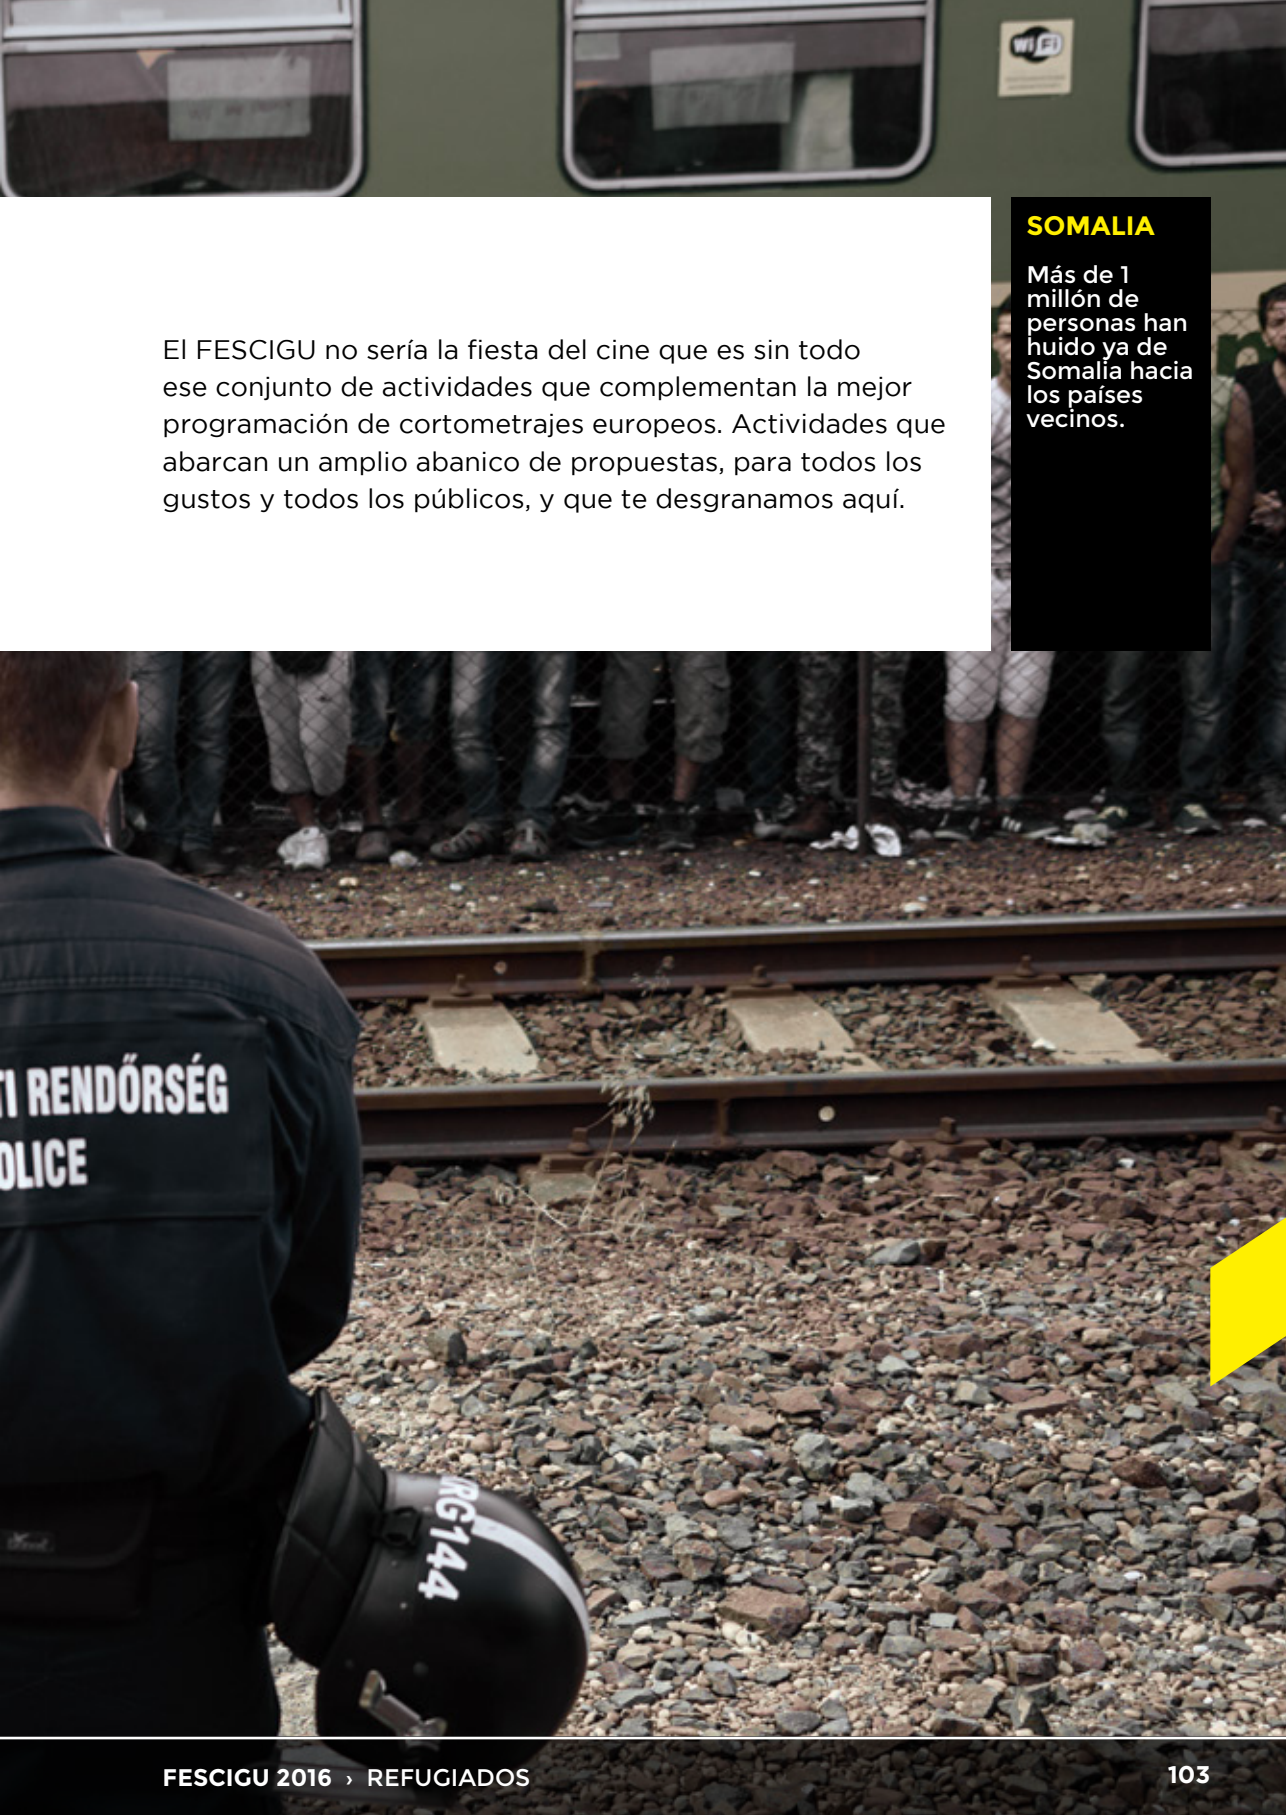 Wi Fi
SOMALIA
Más de 1
millón de
personas han
huido ya de
Somalia hacia
los países
vecinos.
El FESCIGU no sería la fiesta del cine que es sin todo
ese conjunto de actividades que complementan la mejor
programación de cortometrajes europeos. Actividades que
abarcan un amplio abanico de propuestas, para todos los
gustos y todos los públicos, y que te desgranamos aquí.
TI RENDŐRSÉG
OLICE
RG144
FESCIGU 2016 › REFUGIADOS
103